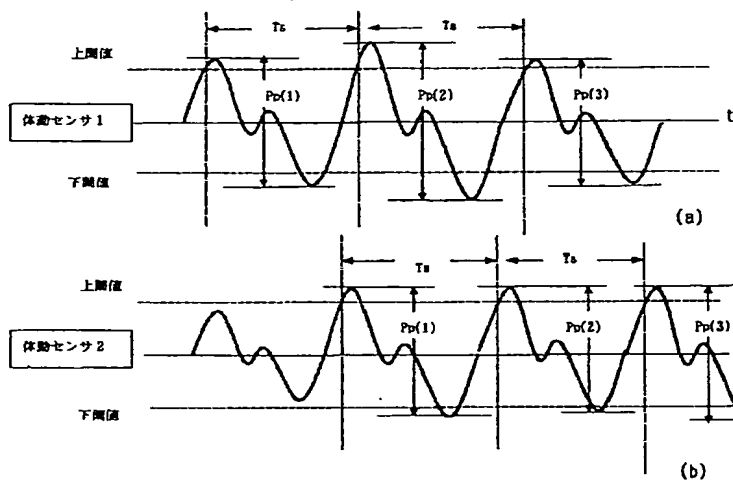 Ts Ts
上閾値
Pp(1) Pp(2) Pp(3)
体動センサ1
t
下閾値
(a)
Ts Ts
上閾値
Pp(1) Pp(2) Pp(3)
体動センサ2
下閾値
(b)